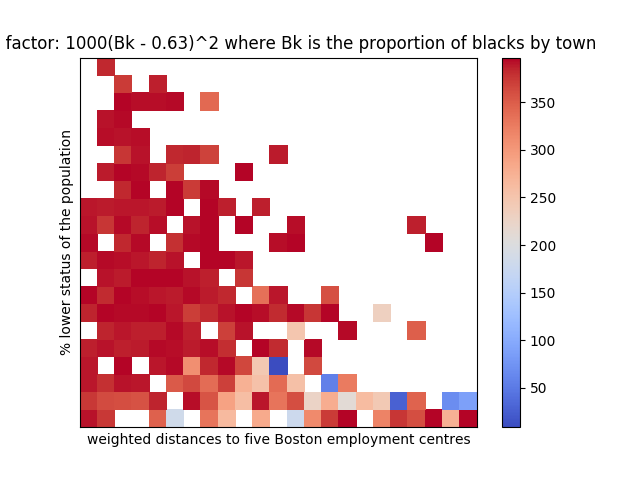 factor: 1000(Bk - 0.63)^2 where Bk is the proportion of blacks by town
% lower status of the population
weighted distances to five Boston employment centres
350
300
250
200
150
100
50